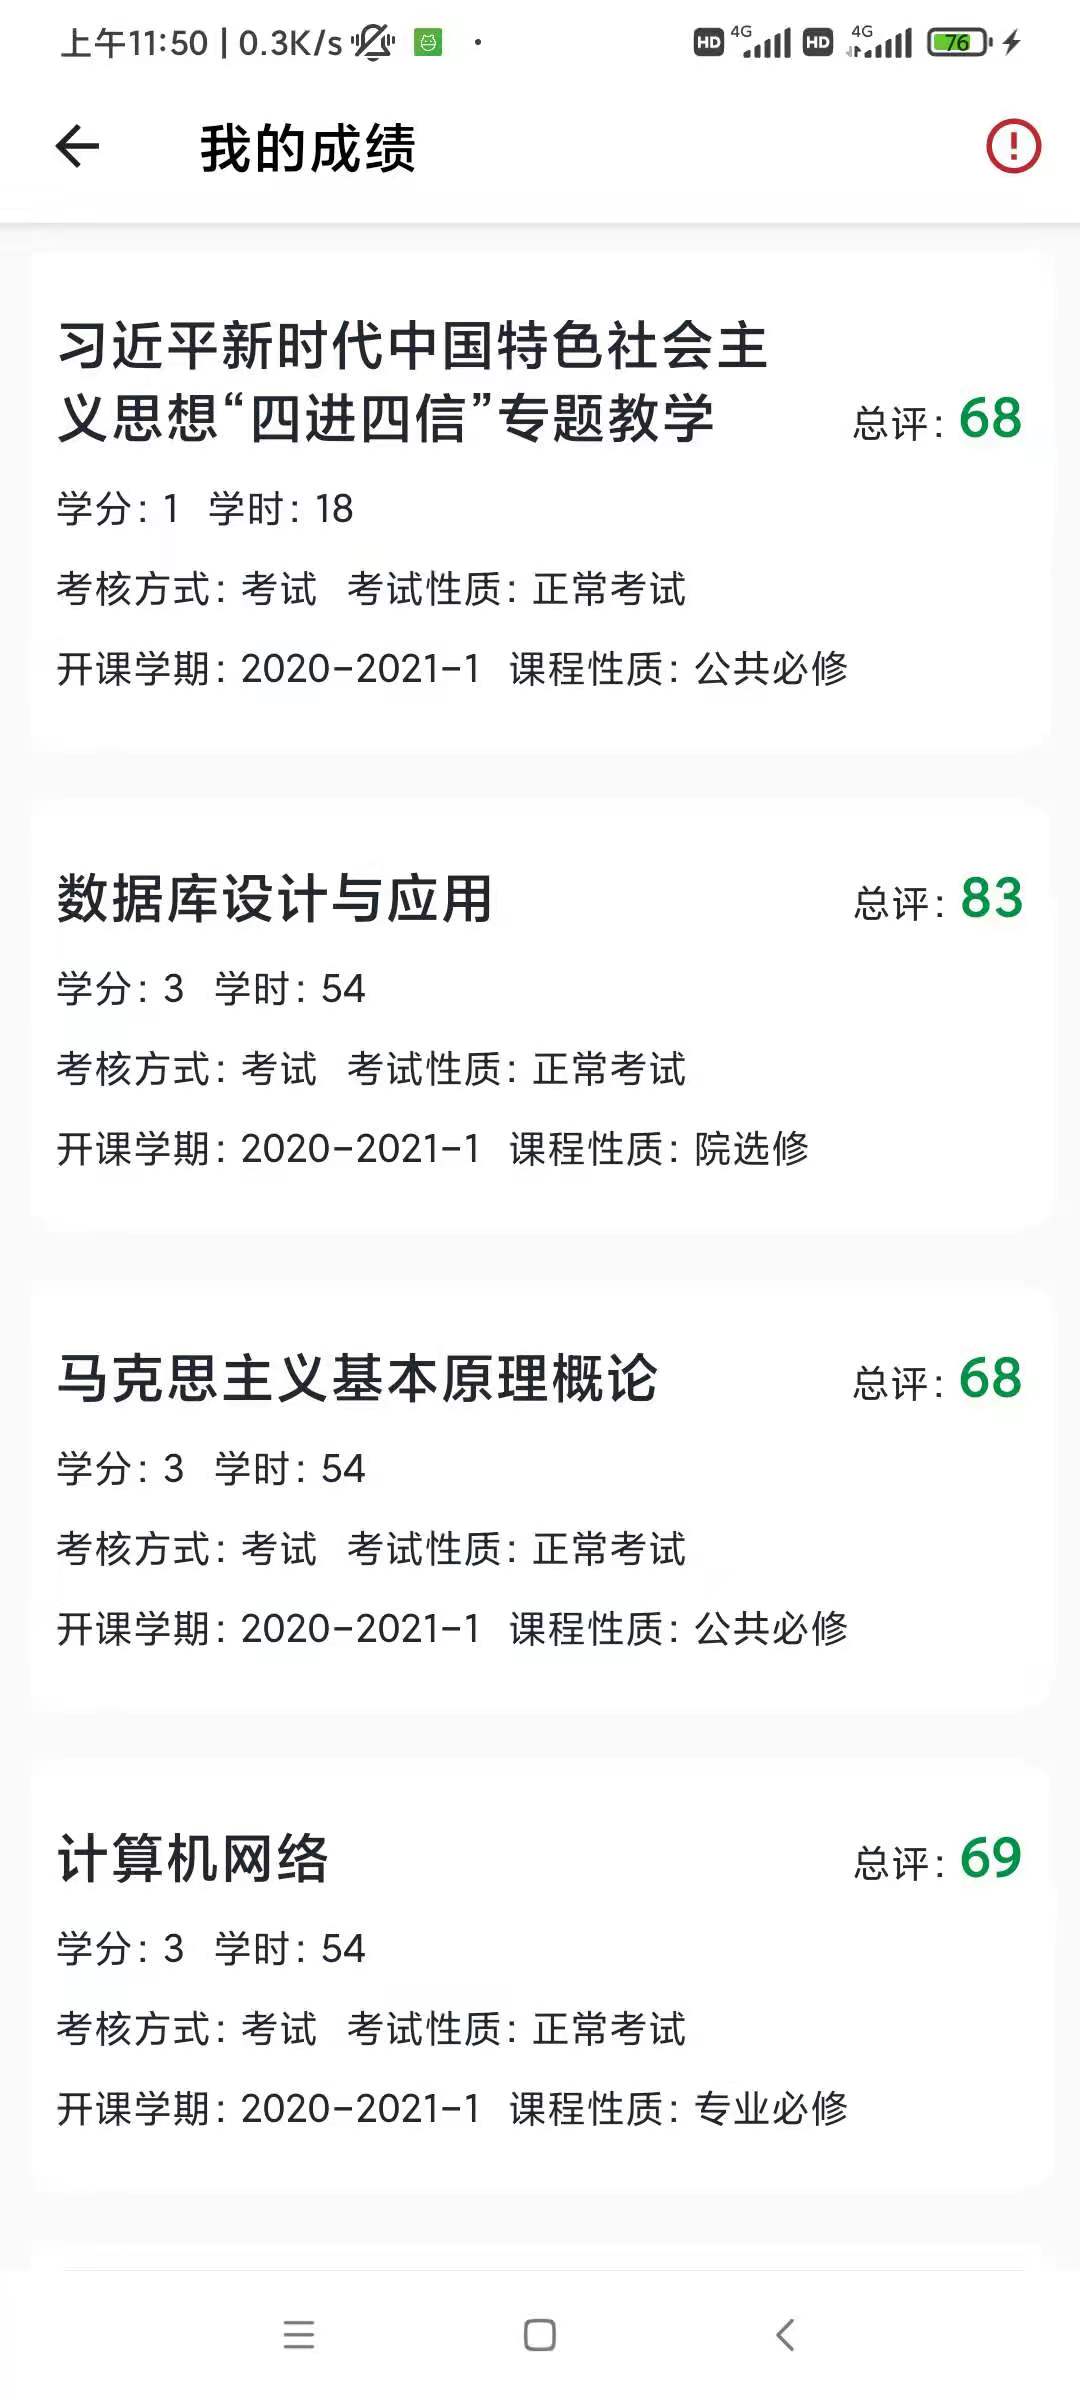 上午11:50 | 0.3K/s
HD 4G HD 4G 76
我的成绩
习近平新时代中国特色社会主
义思想“四进四信”专题教学
总评: 68
学分: 1 学时: 18
考核方式: 考试 考试性质: 正常考试
开课学期: 2020-2021-1 课程性质: 公共必修
数据库设计与应用
总评: 83
学分: 3 学时: 54
考核方式: 考试 考试性质: 正常考试
开课学期: 2020-2021-1 课程性质: 院选修
马克思主义基本原理概论
总评: 68
学分: 3 学时: 54
考核方式: 考试 考试性质: 正常考试
开课学期: 2020-2021-1 课程性质: 公共必修
计算机网络
总评: 69
学分: 3 学时: 54
考核方式: 考试 考试性质: 正常考试
开课学期: 2020-2021-1 课程性质: 专业必修